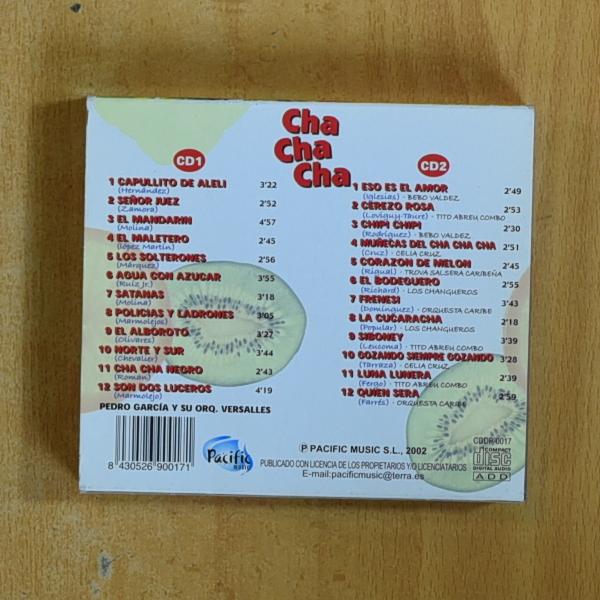 Cha
Cha
Cha
CD1
1 CAPULLITO DE ALELI 3'22
(Hernández)
2 SEÑOR JUEZ 2'52
(Zamora)
3 EL MANDARIN 4'57
(Molina)
4 EL MALETERO 2'45
(lópez Martín)
5 LOS SOLTERONES 2'56
(Márquez)
6 AGUA CON AZUCAR 3'55
(Ruíz Jr.)
7 SATANAS 3'18
(Molina)
8 POLICIAS Y LADRONES 3'05
(Marmolejos)
9 EL ALBOROTO 3'27
(Olivares)
10 NORTE Y SUR 3'44
(Chevalier)
11 CHA CHA NEGRO 2'43
(Román)
12 SON DOS LUCEROS 4'19
(Marmolejo)
PEDRO GARCÍA Y SU ORQ. VERSALLES
CD2
1 ESO ES EL AMOR 2'49
(Iglesias) - BEBO VALDEZ
2 CEREZO ROSA 2'53
(Loviguy-Taure) - TITO ABREU COMBO
3 CHIPI CHIPI 2'30
(Rodríguez) - BEBO VALDEZ
4 MUÑECAS DEL CHA CHA CHA 2'51
(Cruz) - CELIA CRUZ
5 CORAZON DE MELON 2'45
(Rigual) - TROVA SALSERA CARIBEÑA
6 EL BODEGUERO 2'55
(Richard) - LOS CHANGUEROS
7 FRENESI 3'43
(Domínguez) - ORQUESTA CARIBE
8 LA CUCARACHA 2'18
(Popular) - LOS CHANGUEROS
9 SIBONEY 3'39
(Leucoma) - TITO ABREU COMBO
10 GOZANDO SIEMPRE GOZANDO 3'28
(Tarraza) - CELIA CRUZ
11 LUNA LUNERA 2'39
(Fergo) - TITO ABREU COMBO
12 QUIEN SERA 2'59
(Farrés) - ORQUESTA CARIBE
8 430526 900171
Pacific
MUSIC
℗ PACIFIC MUSIC S.L., 2002
PUBLICADO CON LICENCIA DE LOS PROPIETARIOS Y/O LICENCIATARIOS
E-mail:pacificmusic@terra.es
CDDR-0017
COMPACT
DISC
DIGITAL AUDIO
ADD